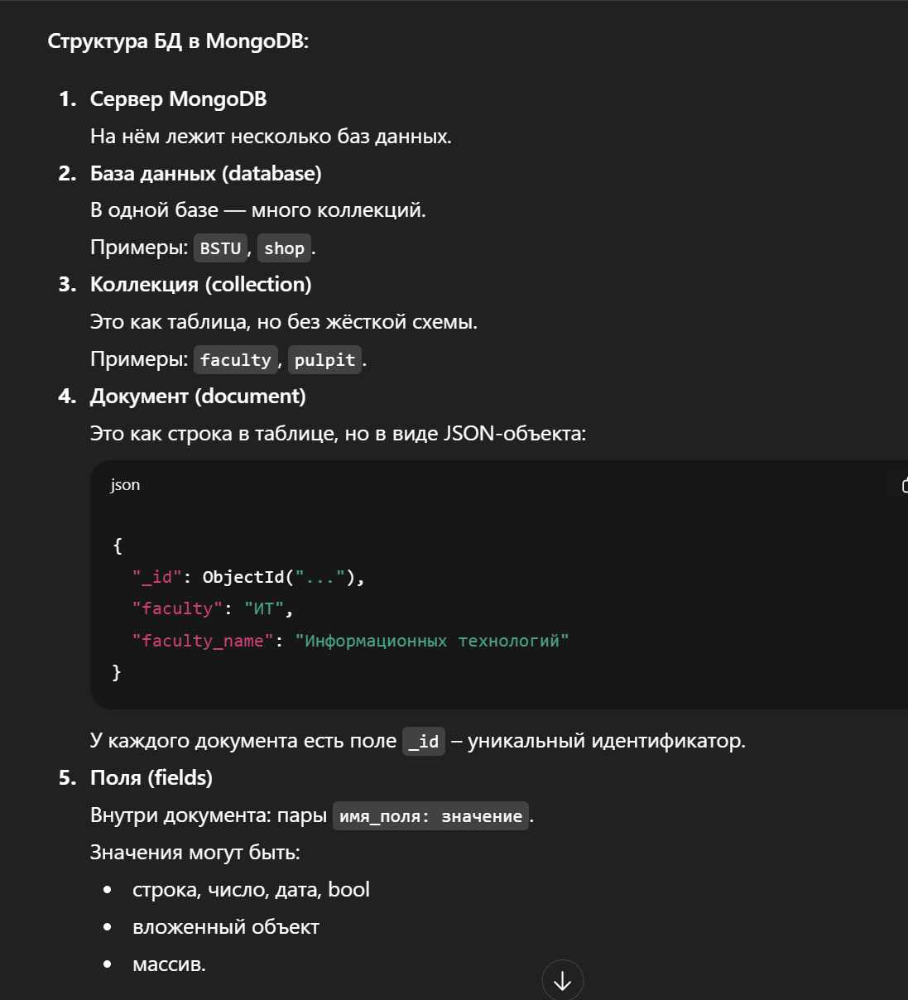 Структура БД в MongoDB:
1. Сервер MongoDB
На нём лежит несколько баз данных.
2. База данных (database)
В одной базе — много коллекций.
Примеры: BSTU, shop.
3. Коллекция (collection)
Это как таблица, но без жёсткой схемы.
Примеры: faculty, pulpit.
4. Документ (document)
Это как строка в таблице, но в виде JSON-объекта:
json
{
"_id": ObjectId("..."),
"faculty": "ИТ",
"faculty_name": "Информационных технологий"
}
У каждого документа есть поле _id – уникальный идентификатор.
5. Поля (fields)
Внутри документа: пары имя_поля: значение.
Значения могут быть:
• строка, число, дата, bool
• вложенный объект
• массив.